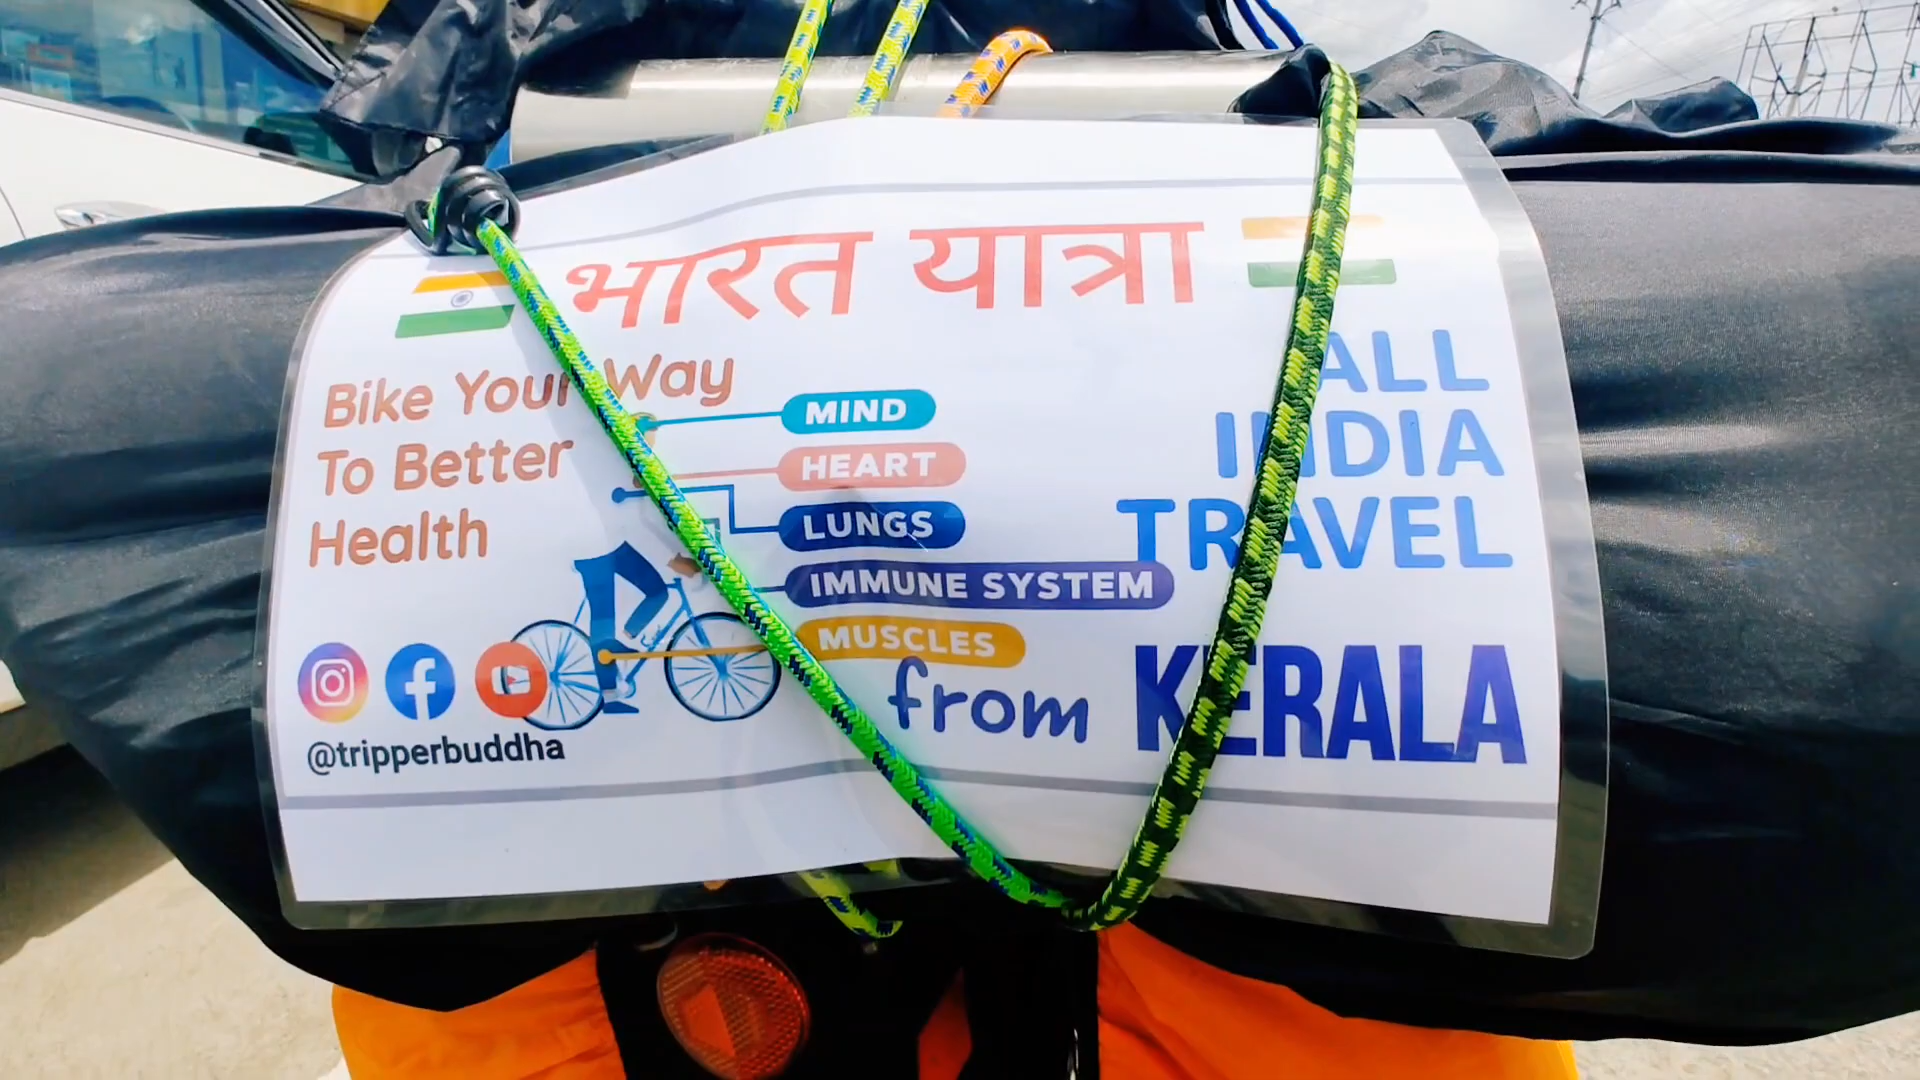 भारत यात्रा
Bike Your Way
To Better
Health
MIND
HEART
LUNGS
IMMUNE SYSTEM
MUSCLES
ALL
INDIA
TRAVEL
from KERALA
@tripperbuddha